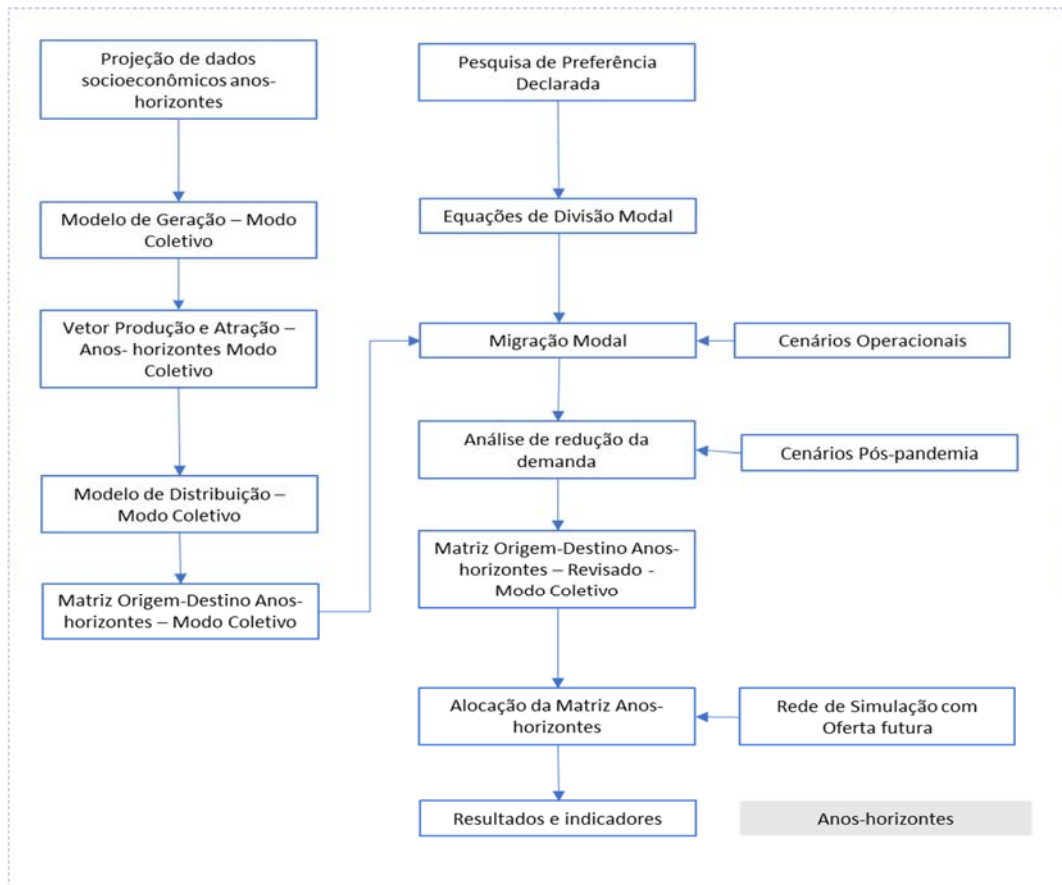 Projeção de dados
socioeconômicos anos-
horizontes
Modelo de Geração – Modo
Coletivo
Vetor Produção e Atração –
Anos- horizontes Modo
Coletivo
Modelo de Distribuição –
Modo Coletivo
Matriz Origem-Destino Anos-
horizontes – Modo Coletivo
Pesquisa de Preferência
Declarada
Equações de Divisão Modal
Migração Modal
Cenários Operacionais
Análise de redução da
demanda
Cenários Pós-pandemia
Matriz Origem-Destino Anos-
horizontes – Revisado -
Modo Coletivo
Alocação da Matriz Anos-
horizontes
Rede de Simulação com
Oferta futura
Resultados e indicadores
Anos-horizontes